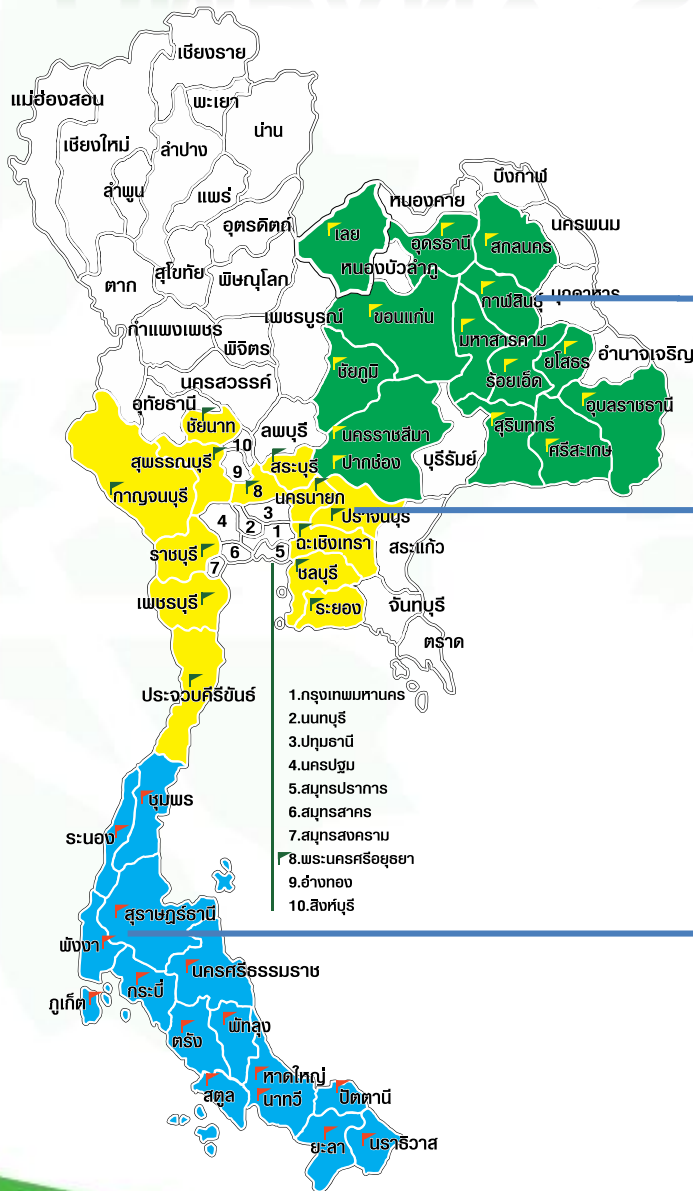 เชียงราย
แม่ฮ่องสอน
พะเยา
เชียงใหม่
น่าน
ลำปาง
ลำพูน
แพร่
อุตรดิตถ์
บึงกาฬ
หนองคาย
นครพนม
เลย
อุดรธานี
สกลนคร
หนองบัวลำภู
สุโขทัย
ตาก
พิษณุโลก
กาฬสินธุ์
มุกดาหาร
เพชรบูรณ์
ขอนแก่น
กำแพงเพชร
มหาสารคาม
พิจิตร
ยโสธร
อำนาจเจริญ
ชัยภูมิ
ร้อยเอ็ด
นครสวรรค์
อุทัยธานี
อุบลราชธานี
ชัยนาท
ลพบุรี
สุรินทร์
นครราชสีมา
10
ศรีสะเกษ
สุพรรณบุรี
สระบุรี
ปากช่อง
บุรีรัมย์
9
กาญจนบุรี
8
นครนายก
3
4
ปราจีนบุรี
2
1
ฉะเชิงเทรา
สระแก้ว
ราชบุรี
6
5
7
ชลบุรี
เพชรบุรี
ระยอง
จันทบุรี
ตราด
ประจวบคีรีขันธ์
1.กรุงเทพมหานคร
2.นนทบุรี
3.ปทุมธานี
4.นครปฐม
5.สมุทรปราการ
6.สมุทรสาคร
7.สมุทรสงคราม
8.พระนครศรีอยุธยา
9.อ่างทอง
10.สิงห์บุรี
ชุมพร
ระนอง
สุราษฎร์ธานี
พังงา
นครศรีธรรมราช
กระบี่
ภูเก็ต
พัทลุง
ตรัง
หาดใหญ่
สตูล
นาทวี
ปัตตานี
ยะลา
นราธิวาส